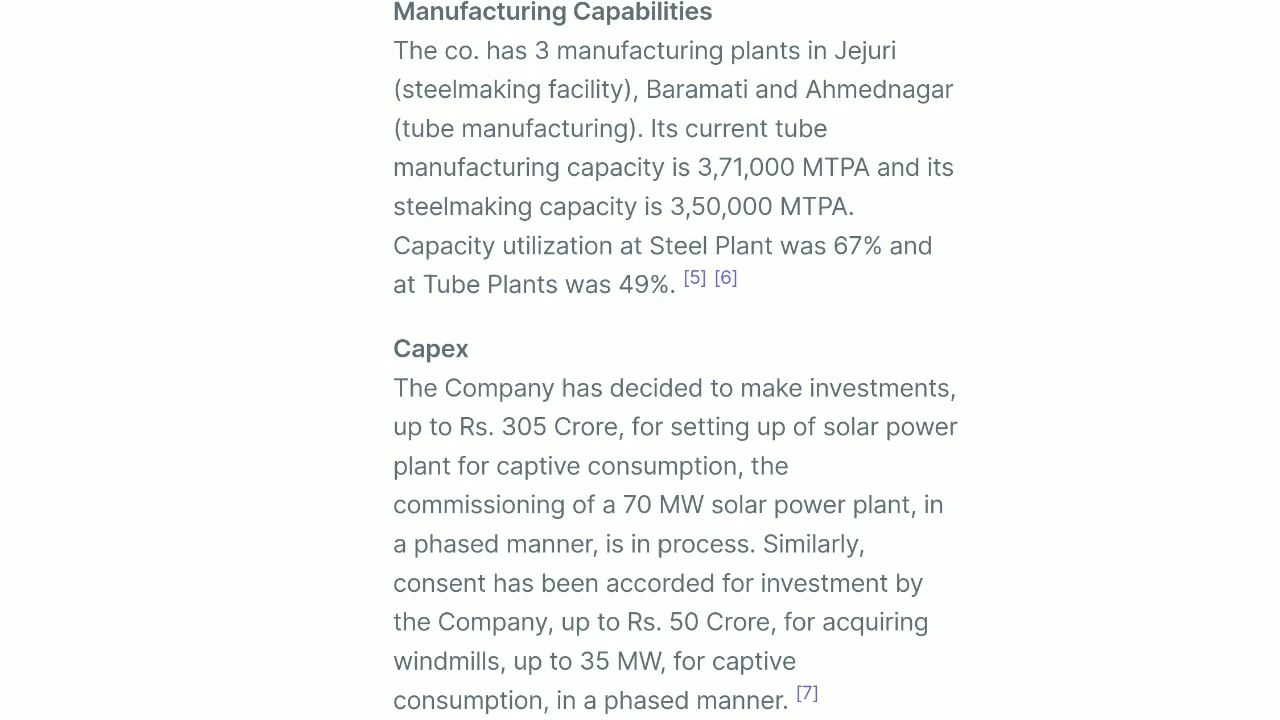 Manufacturing Capabilities
The co. has 3 manufacturing plants in Jejuri
(steelmaking facility), Baramati and Ahmednagar
(tube manufacturing). Its current tube
manufacturing capacity is 3,71,000 MTPA and its
steelmaking capacity is 3,50,000 MTPA.
Capacity utilization at Steel Plant was 67% and
at Tube Plants was 49%. [5] [6]
Capex
The Company has decided to make investments,
up to Rs. 305 Crore, for setting up of solar power
plant for captive consumption, the
commissioning of a 70 MW solar power plant, in
a phased manner, is in process. Similarly,
consent has been accorded for investment by
the Company, up to Rs. 50 Crore, for acquiring
windmills, up to 35 MW, for captive
consumption, in a phased manner. [7]